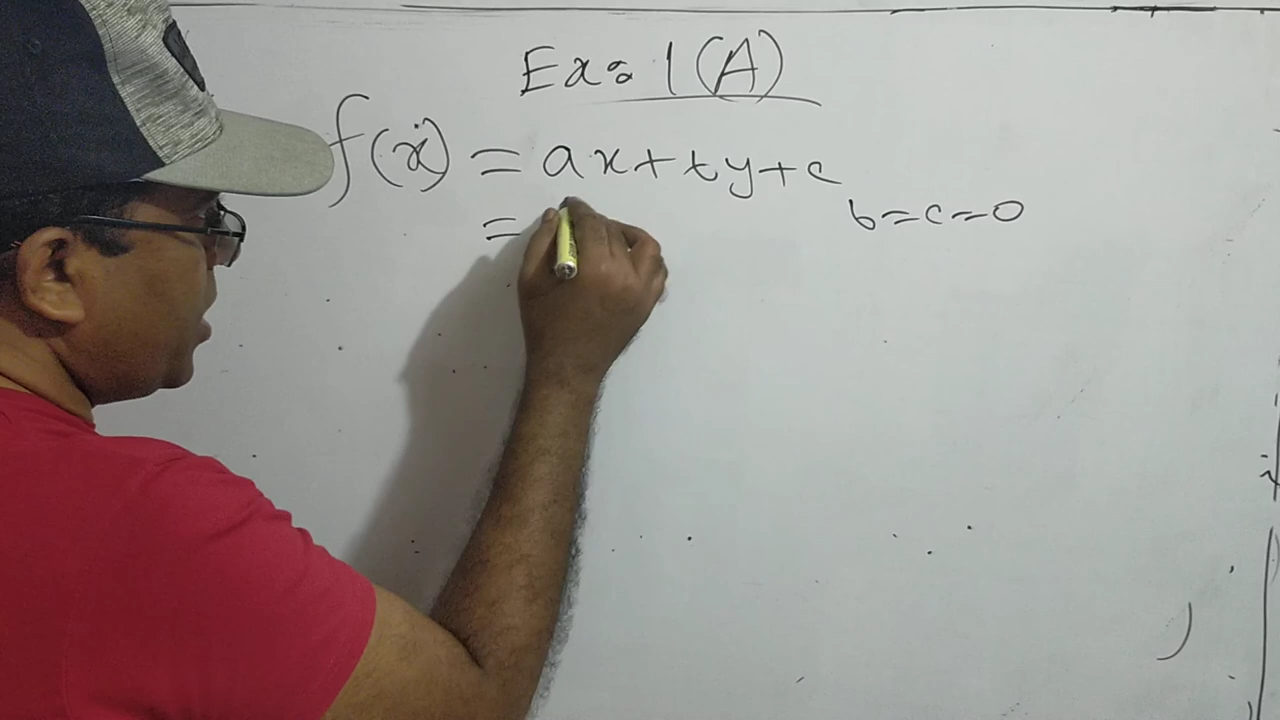 Ex: 1(A)
f(x) = ax+ty+c
= b=c=0